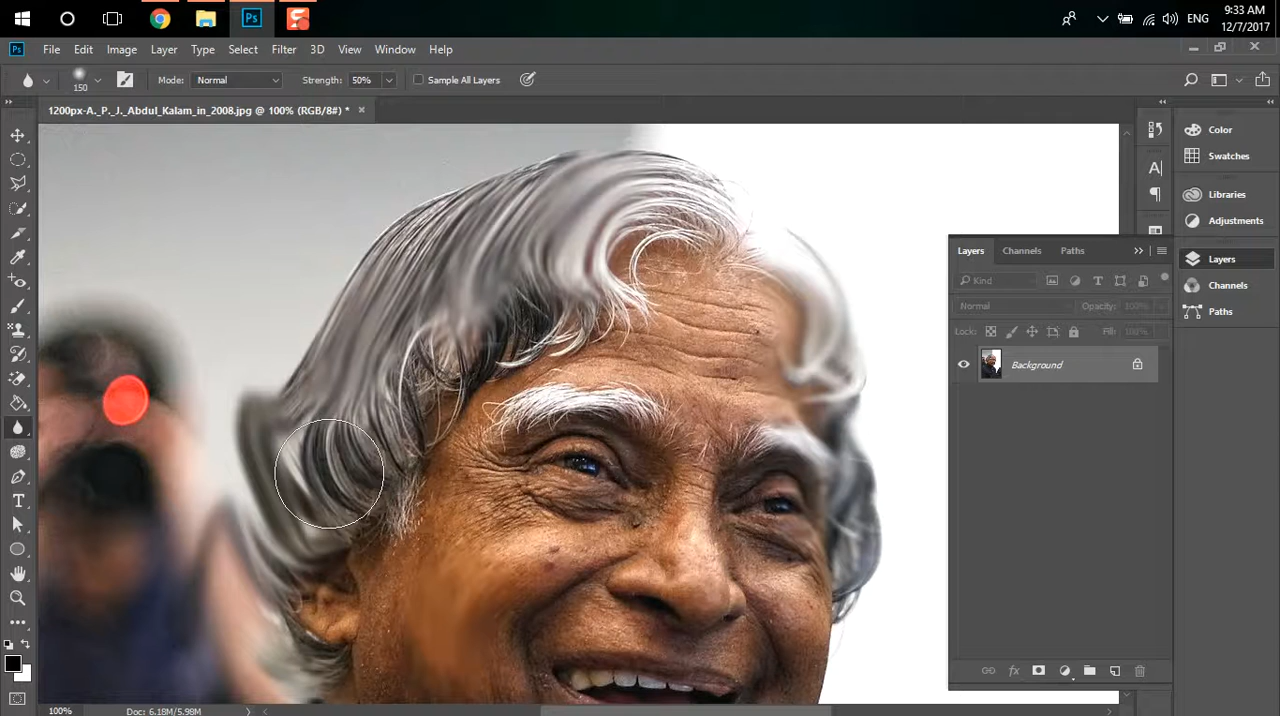 9:33 AM
ENG
12/7/2017
Ps
File Edit Image Layer Type Select Filter 3D View Window Help
150 Mode: Normal Strength: 50% Sample All Layers
1200px-A._P._J._Abdul_Kalam_in_2008.jpg @ 100% (RGB/8#) *
Color
Swatches
Libraries
Adjustments
Layers
Channels
Paths
Layers Channels Paths
Kind
Normal Opacity: 100%
Lock: Fill: 100%
Background
fx
100% Doc: 6.18M/5.98M